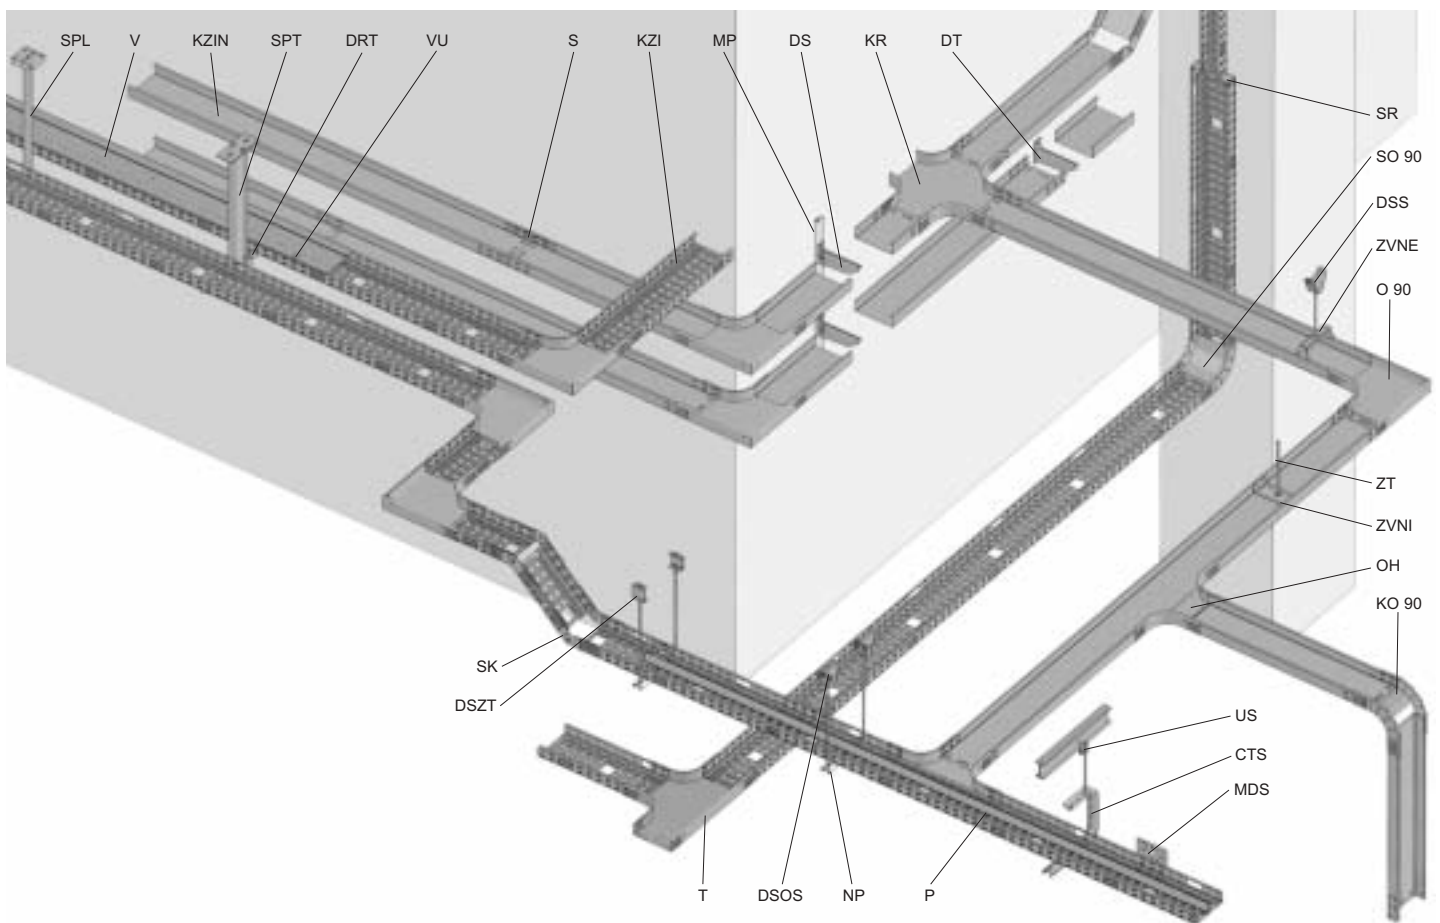 SPL V KZIN SPT DRT VU S KZI MP DS KR DT
SR
SO 90
DSS
ZVNE
O 90
ZT
ZVNI
OH
KO 90
SK
DSZT
US
CTS
MDS
T DSOS NP P